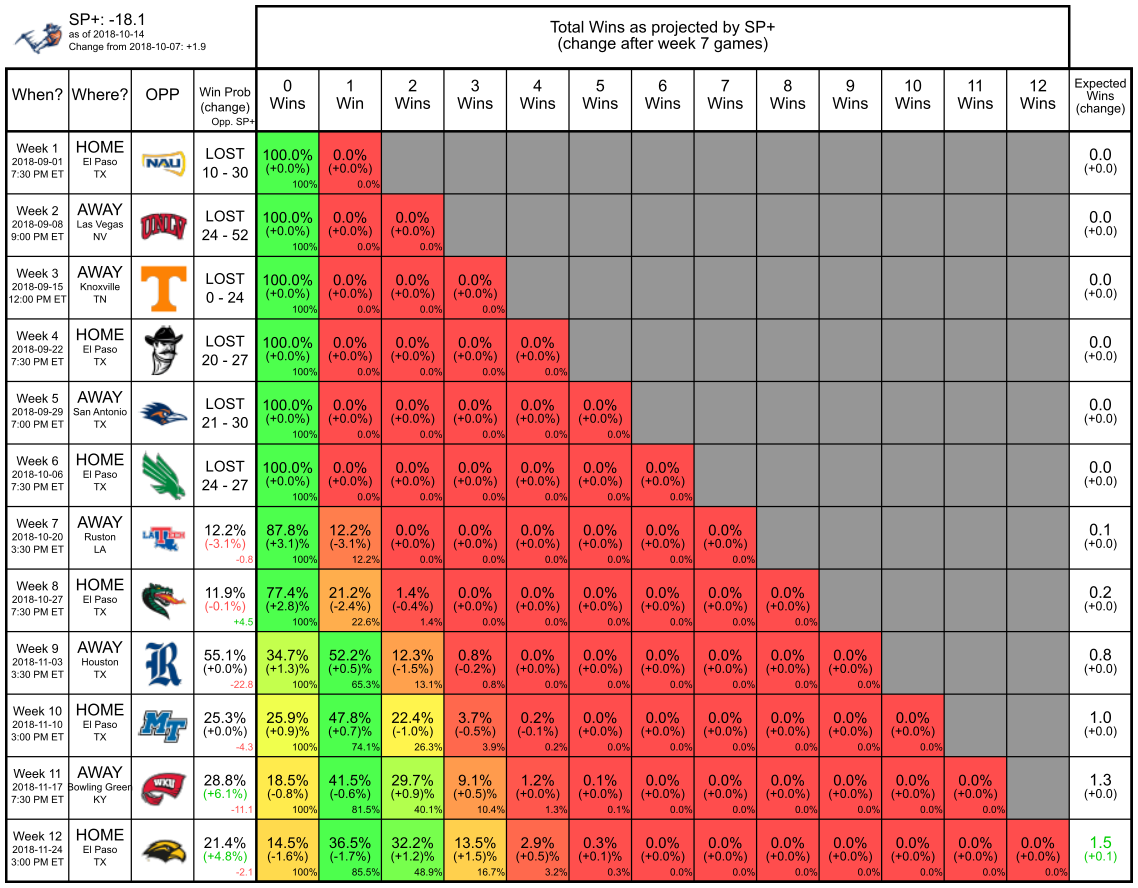 SP+: -18.1
as of 2018-10-14
Change from 2018-10-07: +1.9
Total Wins as projected by SP+
(change after week 7 games)
When? Where? OPP Win Prob (change) Opp. SP+ 0 Wins 1 Win 2 Wins 3 Wins 4 Wins 5 Wins 6 Wins 7 Wins 8 Wins 9 Wins 10 Wins 11 Wins 12 Wins Expected Wins (change)
Week 1 HOME LOST 100.0% 0.0% 0.0
2018-09-01 El Paso NAU 10 - 30 (+0.0%) (+0.0%) (+0.0)
7:30 PM ET TX 100% 0.0%
Week 2 AWAY LOST 100.0% 0.0% 0.0% 0.0
2018-09-08 Las Vegas UNLV 24 - 52 (+0.0%) (+0.0%) (+0.0%) (+0.0)
9:00 PM ET NV 100% 0.0% 0.0%
Week 3 AWAY LOST 100.0% 0.0% 0.0% 0.0% 0.0
2018-09-15 Knoxville T 0 - 24 (+0.0%) (+0.0%) (+0.0%) (+0.0%) (+0.0)
12:00 PM ET TN 100% 0.0% 0.0% 0.0%
Week 4 HOME LOST 100.0% 0.0% 0.0% 0.0% 0.0% 0.0
2018-09-22 El Paso 20 - 27 (+0.0%) (+0.0%) (+0.0%) (+0.0%) (+0.0%) (+0.0)
7:30 PM ET TX 100% 0.0% 0.0% 0.0% 0.0%
Week 5 AWAY LOST 100.0% 0.0% 0.0% 0.0% 0.0% 0.0% 0.0
2018-09-29 San Antonio 21 - 30 (+0.0%) (+0.0%) (+0.0%) (+0.0%) (+0.0%) (+0.0%) (+0.0)
7:00 PM ET TX 100% 0.0% 0.0% 0.0% 0.0% 0.0%
Week 6 HOME LOST 100.0% 0.0% 0.0% 0.0% 0.0% 0.0% 0.0% 0.0
2018-10-06 El Paso 24 - 27 (+0.0%) (+0.0%) (+0.0%) (+0.0%) (+0.0%) (+0.0%) (+0.0%) (+0.0)
7:30 PM ET TX 100% 0.0% 0.0% 0.0% 0.0% 0.0% 0.0%
Week 7 AWAY 12.2% 87.8% 12.2% 0.0% 0.0% 0.0% 0.0% 0.0% 0.0% 0.1
2018-10-20 Ruston LA TECH (-3.1%) (+3.1)% (-3.1%) (+0.0%) (+0.0%) (+0.0%) (+0.0%) (+0.0%) (+0.0%) (+0.0)
3:30 PM ET LA -0.8 100% 12.2% 0.0% 0.0% 0.0% 0.0% 0.0% 0.0%
Week 8 HOME 11.9% 77.4% 21.2% 1.4% 0.0% 0.0% 0.0% 0.0% 0.0% 0.0% 0.2
2018-10-27 El Paso (-0.1%) (+2.8)% (-2.4%) (-0.4%) (+0.0%) (+0.0%) (+0.0%) (+0.0%) (+0.0%) (+0.0%) (+0.0)
7:30 PM ET TX +4.5 100% 22.6% 1.4% 0.0% 0.0% 0.0% 0.0% 0.0% 0.0%
Week 9 AWAY 55.1% 34.7% 52.2% 12.3% 0.8% 0.0% 0.0% 0.0% 0.0% 0.0% 0.0% 0.8
2018-11-03 Houston R (+0.0%) (+1.3)% (+0.5)% (-1.5%) (-0.2%) (+0.0%) (+0.0%) (+0.0%) (+0.0%) (+0.0%) (+0.0%) (+0.0)
3:30 PM ET TX -22.8 100% 65.3% 13.1% 0.8% 0.0% 0.0% 0.0% 0.0% 0.0% 0.0%
Week 10 HOME 25.3% 25.9% 47.8% 22.4% 3.7% 0.2% 0.0% 0.0% 0.0% 0.0% 0.0% 0.0% 1.0
2018-11-10 El Paso MT (+0.0%) (+0.9)% (+0.7)% (-1.0%) (-0.5%) (-0.1%) (+0.0%) (+0.0%) (+0.0%) (+0.0%) (+0.0%) (+0.0%) (+0.0)
3:00 PM ET TX -4.3 100% 74.1% 26.3% 3.9% 0.2% 0.0% 0.0% 0.0% 0.0% 0.0% 0.0%
Week 11 AWAY 28.8% 18.5% 41.5% 29.7% 9.1% 1.2% 0.1% 0.0% 0.0% 0.0% 0.0% 0.0% 0.0% 1.3
2018-11-17 Bowling Green WKU (+6.1%) (-0.8%) (-0.6%) (+0.9)% (+0.5)% (+0.0%) (+0.0%) (+0.0%) (+0.0%) (+0.0%) (+0.0%) (+0.0%) (+0.0%) (+0.0)
7:30 PM ET KY -11.1 100% 81.5% 40.1% 10.4% 1.3% 0.1% 0.0% 0.0% 0.0% 0.0% 0.0% 0.0%
Week 12 HOME 21.4% 14.5% 36.5% 32.2% 13.5% 2.9% 0.3% 0.0% 0.0% 0.0% 0.0% 0.0% 0.0% 0.0% 1.5
2018-11-24 El Paso (+4.8%) (-1.6%) (-1.7%) (+1.2)% (+1.5)% (+0.5)% (+0.1)% (+0.0%) (+0.0%) (+0.0%) (+0.0%) (+0.0%) (+0.0%) (+0.0%) (+0.1)
3:00 PM ET TX -2.1 100% 85.5% 48.9% 16.7% 3.2% 0.3% 0.0% 0.0% 0.0% 0.0% 0.0% 0.0% 0.0%